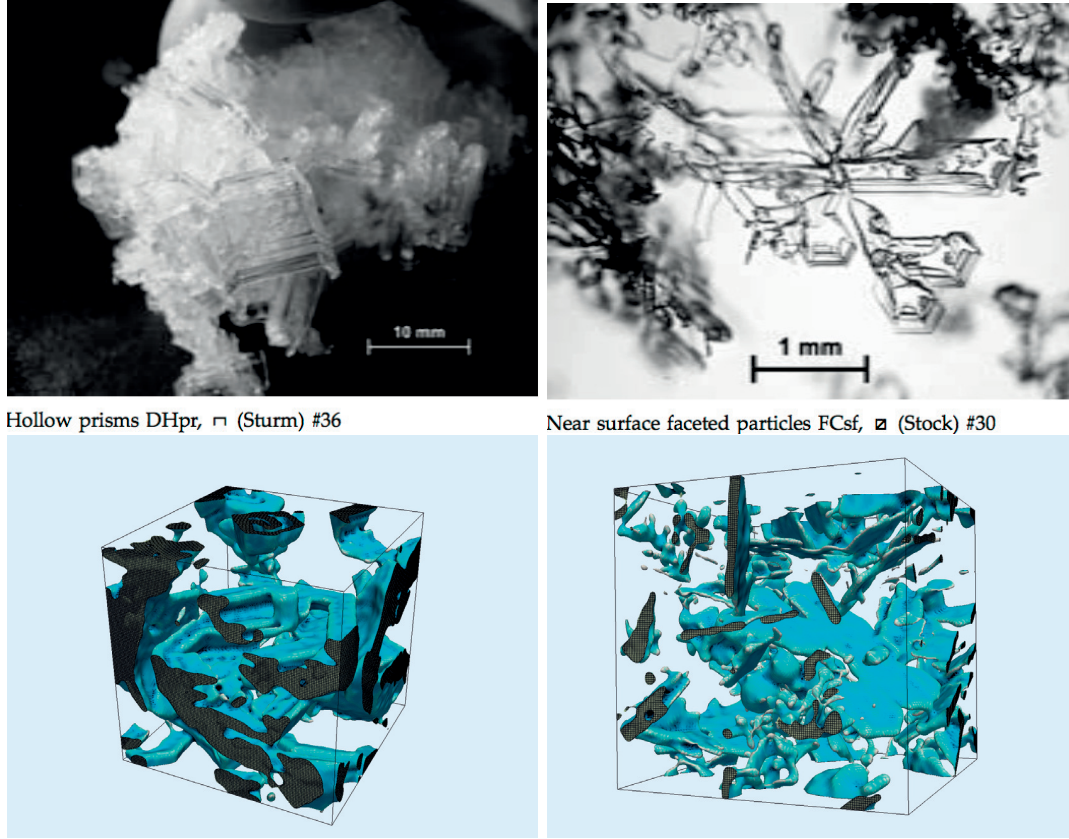 10 mm
1 mm
Hollow prisms DHpr, ⊓ (Sturm) #36
Near surface faceted particles FCsf, ⧄ (Stock) #30